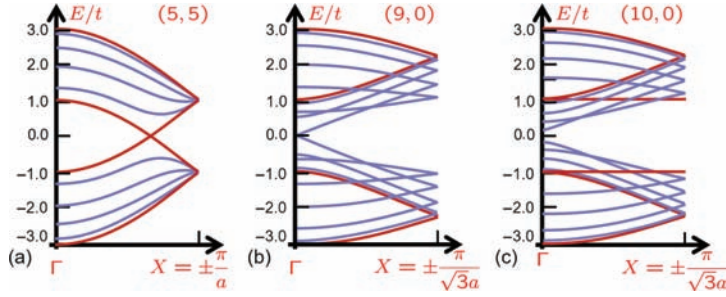 E/t (5,5) E/t (9,0) E/t (10,0)
3.0 3.0 3.0
2.0 2.0 2.0
1.0 1.0 1.0
0.0 0.0 0.0
–1.0 –1.0 –1.0
–2.0 –2.0 –2.0
–3.0 –3.0 –3.0
(a) Γ X = ± π/a (b) Γ X = ± π/√3a (c) Γ X = ± π/√3a